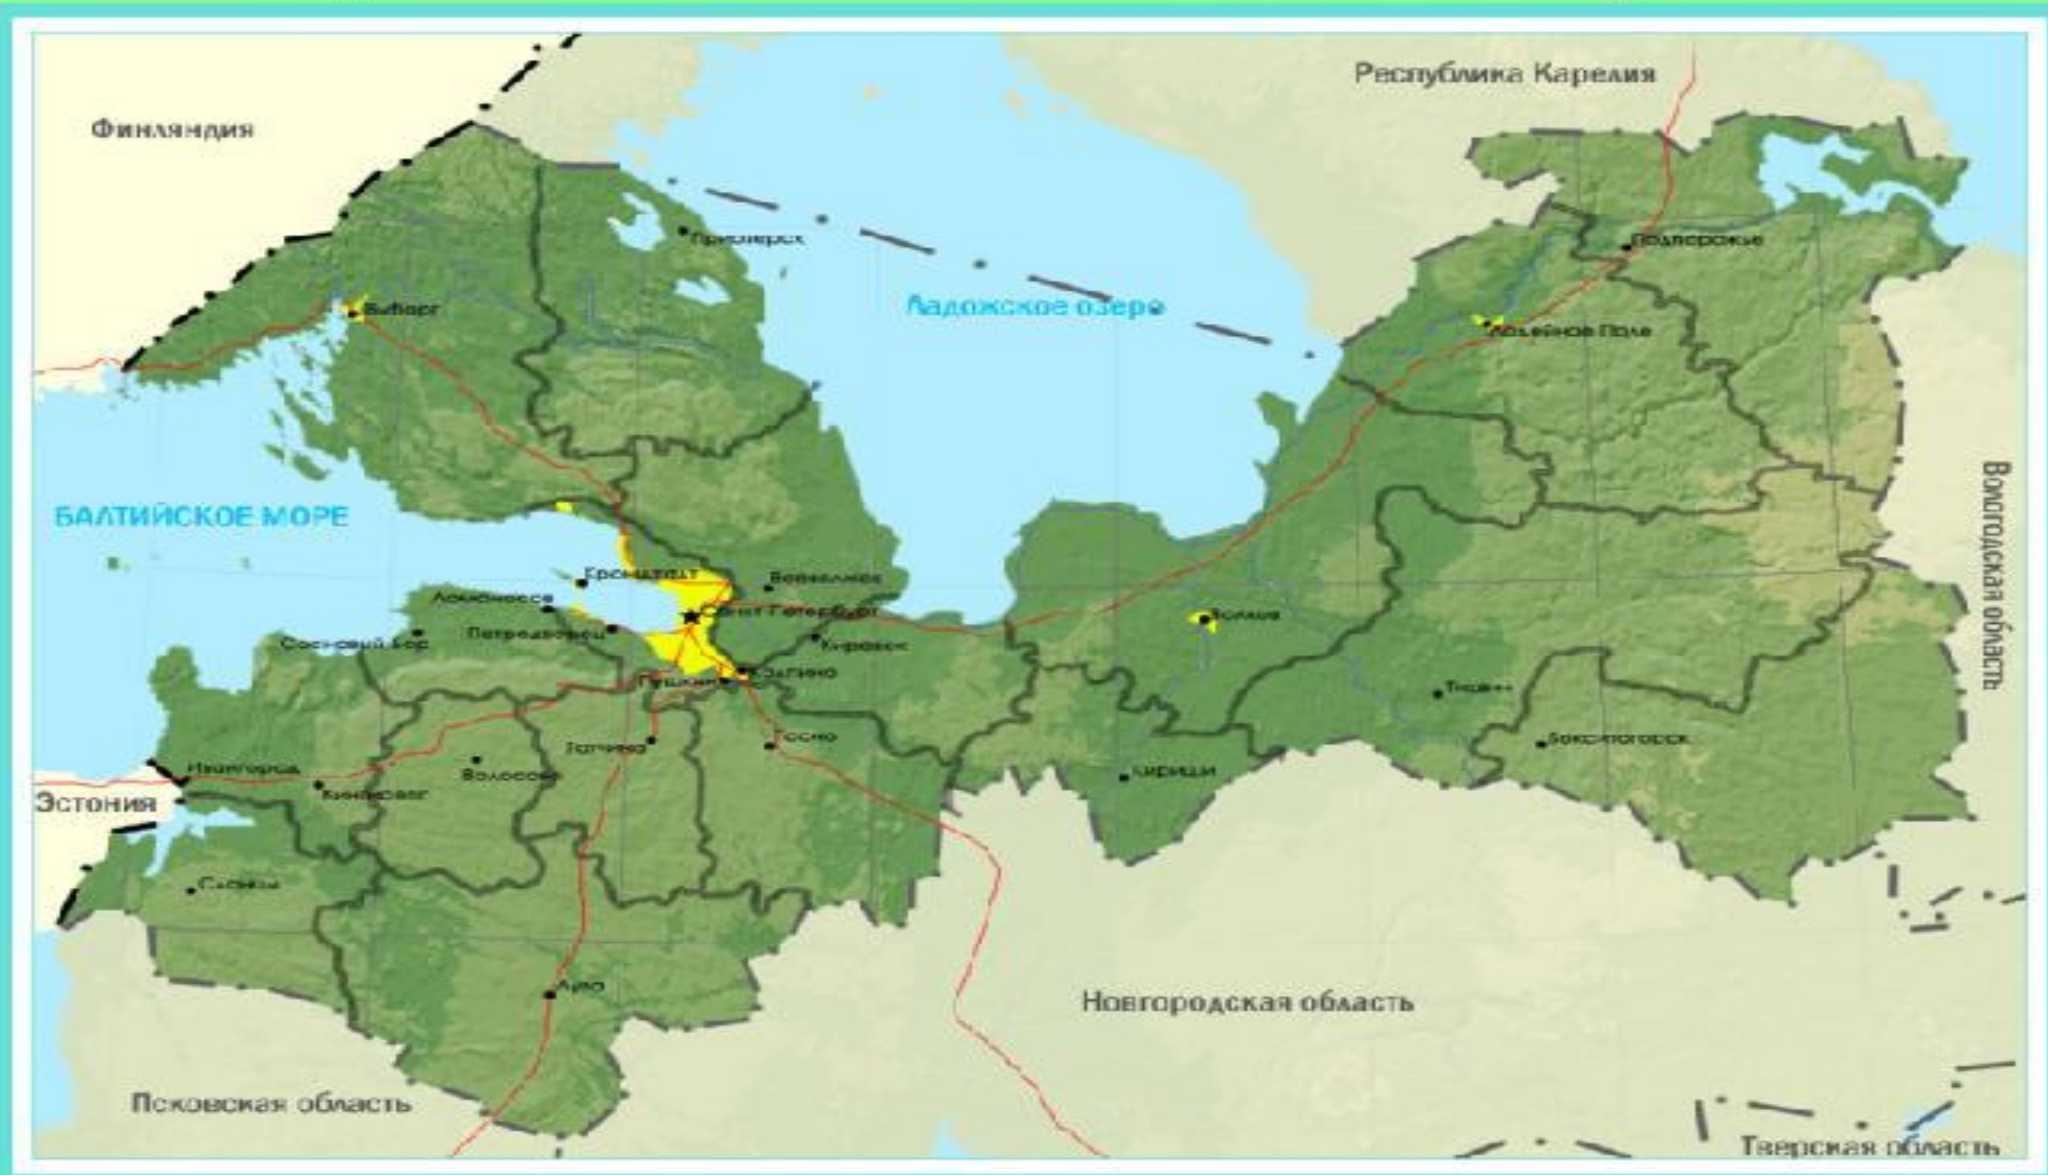 Республика Карелия
Финляндия
Приозерск
Подпорожье
Выборг
Ладожское озеро
Лодейное Поле
БАЛТИЙСКОЕ МОРЕ
Вологодская область
Кронштадт
Всеволожск
Ломоносов
Санкт-Петербург
Волхов
Петродворец
Сосновый Бор
Кировск
Колпино
Пушкин
Тихвин
Тосно
Гатчина
Бокситогорск
Ивангород
Волосово
Кириши
Кингисепп
Эстония
Сланцы
Луга
Новгородская область
Псковская область
Тверская область